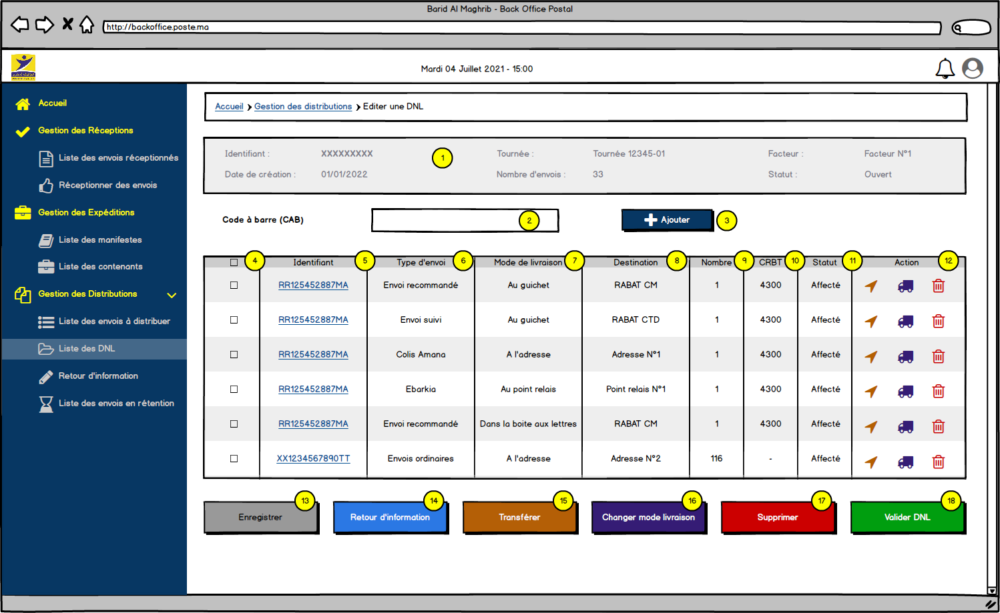 Barid Al Maghrib - Back Office Postal
http://backoffice.poste.ma
Mardi 04 Juillet 2021 - 15:00
Accueil
Gestion des Réceptions
Liste des envois réceptionnés
Réceptionner des envois
Gestion des Expéditions
Liste des manifestes
Liste des contenants
Gestion des Distributions
Liste des envois à distribuer
Liste des DNL
Retour d'information
Liste des envois en rétention
Accueil Gestion des distributions Editer une DNL
Identifiant : XXXXXXXXX 1 Tournée : Tournée 12345-01 Facteur : Facteur N°1
Date de création : 01/01/2022 Nombre d'envois : 33 Statut : Ouvert
Code à barre (CAB) 2 Ajouter 3
4 Identifiant 5 Type d'envoi 6 Mode de livraison 7 Destination 8 Nombre 9 CRBT 10 Statut 11 Action 12
RR125452887MA Envoi recommandé Au guichet RABAT CM 1 4300 Affecté
RR125452887MA Envoi suivi Au guichet RABAT CTD 1 4300 Affecté
RR125452887MA Colis Amana A l'adresse Adresse N°1 1 4300 Affecté
RR125452887MA Ebarkia Au point relais Point relais N°1 1 4300 Affecté
RR125452887MA Envoi recommandé Dans la boite aux lettres RABAT CM 1 4300 Affecté
XX1234567890TT Envois ordinaires A l'adresse Adresse N°2 116 - Affecté
Enregistrer 13 Retour d'information 14 Transférer 15 Changer mode livraison 16 Supprimer 17 Valider DNL 18